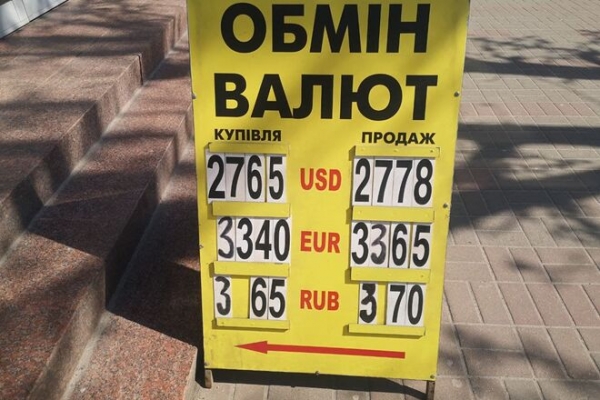 ОБМІН
ВАЛЮТ
КУПІВЛЯ ПРОДАЖ
2765 USD 2778
3340 EUR 3365
3 65 RUB 3 70